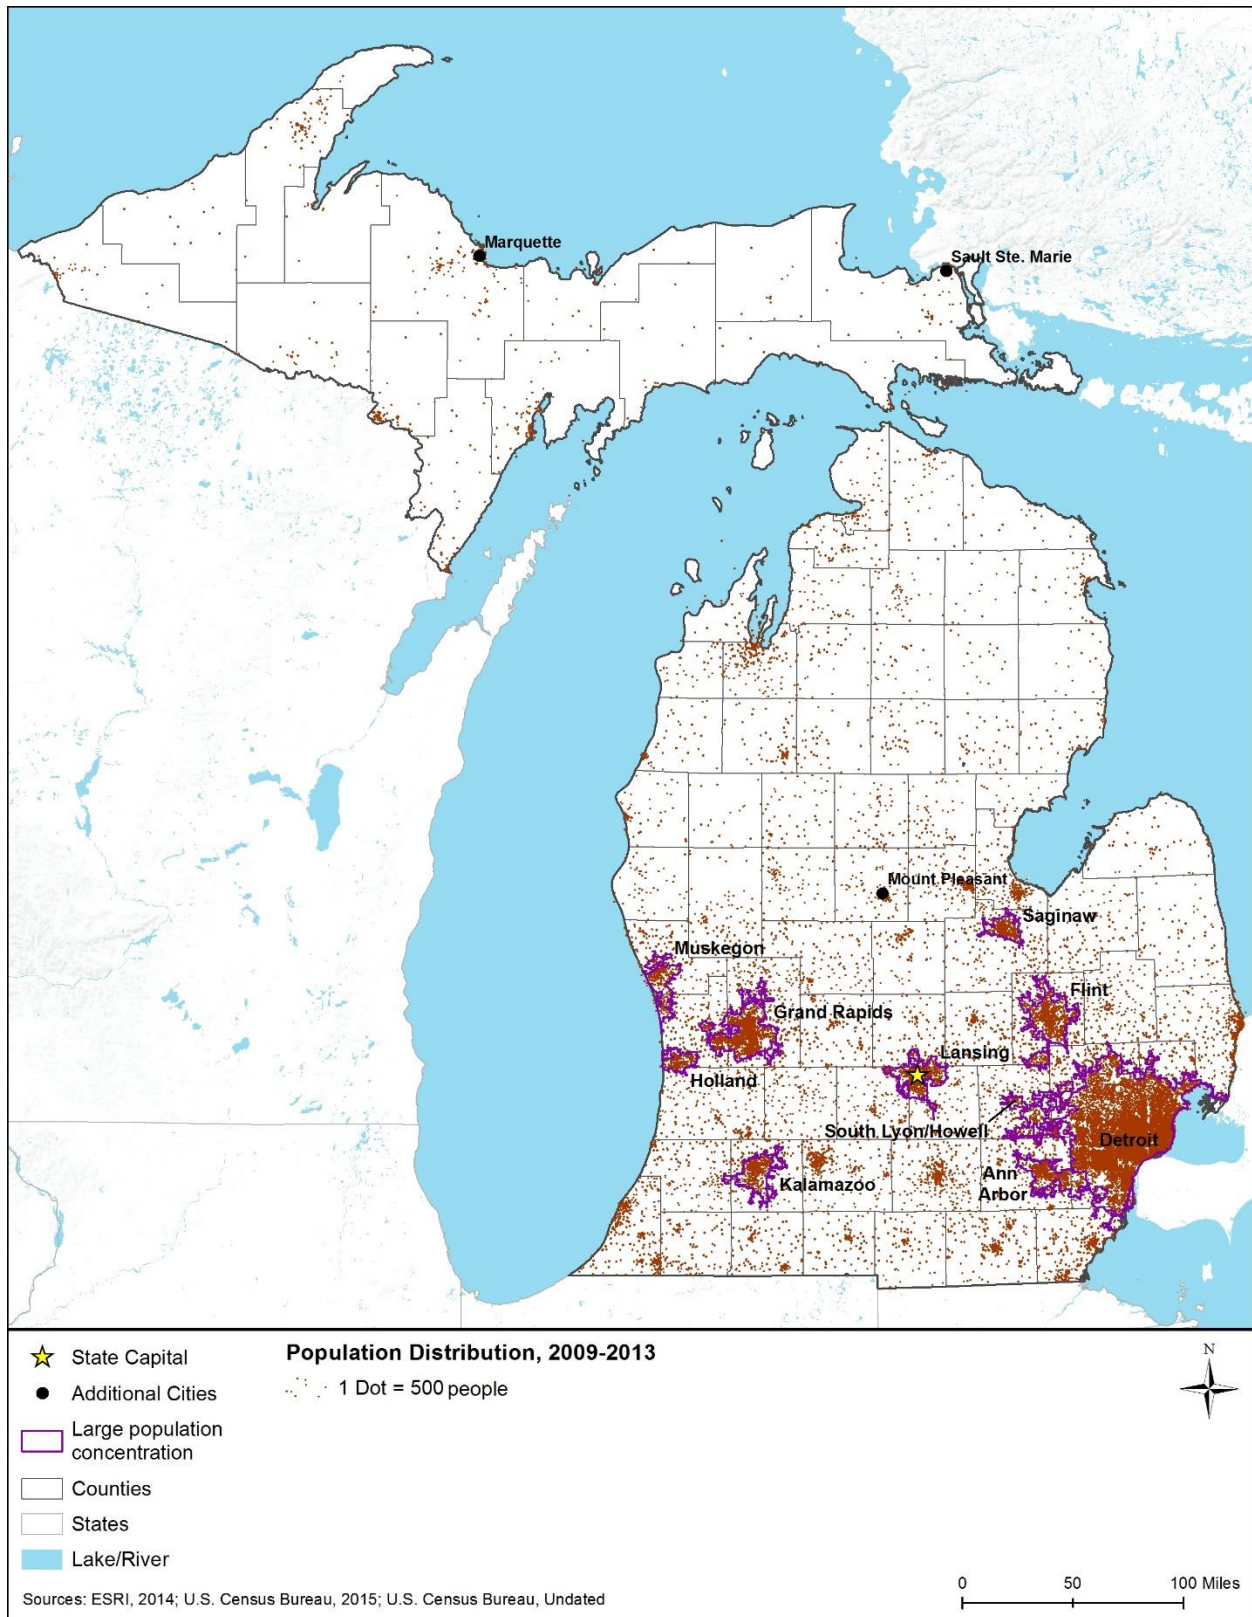 Marquette
Sault Ste. Marie
Mount Pleasant
Saginaw
Muskegon
Flint
Grand Rapids
Lansing
Holland
South Lyon/Howell
Detroit
Ann
Arbor
Kalamazoo
State Capital
Additional Cities
Large population
concentration
Counties
States
Lake/River
Population Distribution, 2009-2013
1 Dot = 500 people
N
Sources: ESRI, 2014; U.S. Census Bureau, 2015; U.S. Census Bureau, Undated
0 50 100 Miles